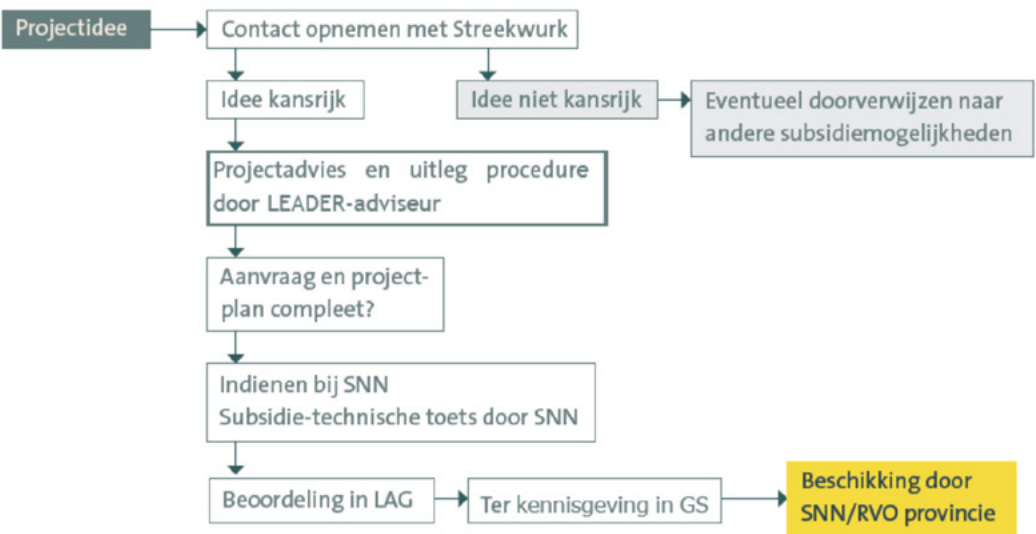 Projectidee
Contact opnemen met Streekwurk
Idee kansrijk
Idee niet kansrijk
Eventueel doorverwijzen naar
andere subsidiemogelijkheden
Projectadvies en uitleg procedure
door LEADER-adviseur
Aanvraag en project-
plan compleet?
Indienen bij SNN
Subsidie-technische toets door SNN
Beoordeling in LAG
Ter kennisgeving in GS
Beschikking door
SNN/RVO provincie